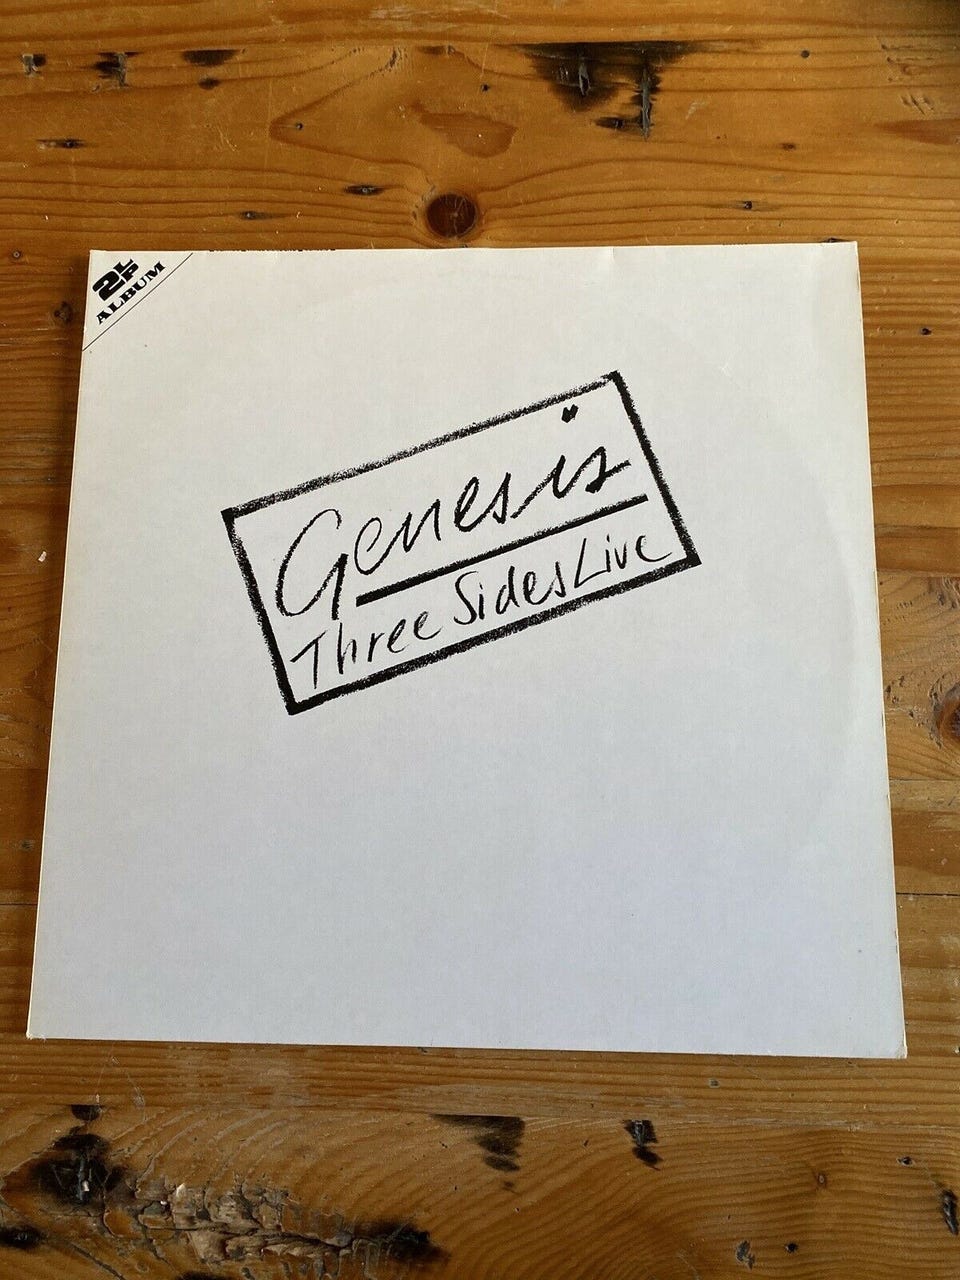 2LP
ALBUM
Genesis
Three Sides Live